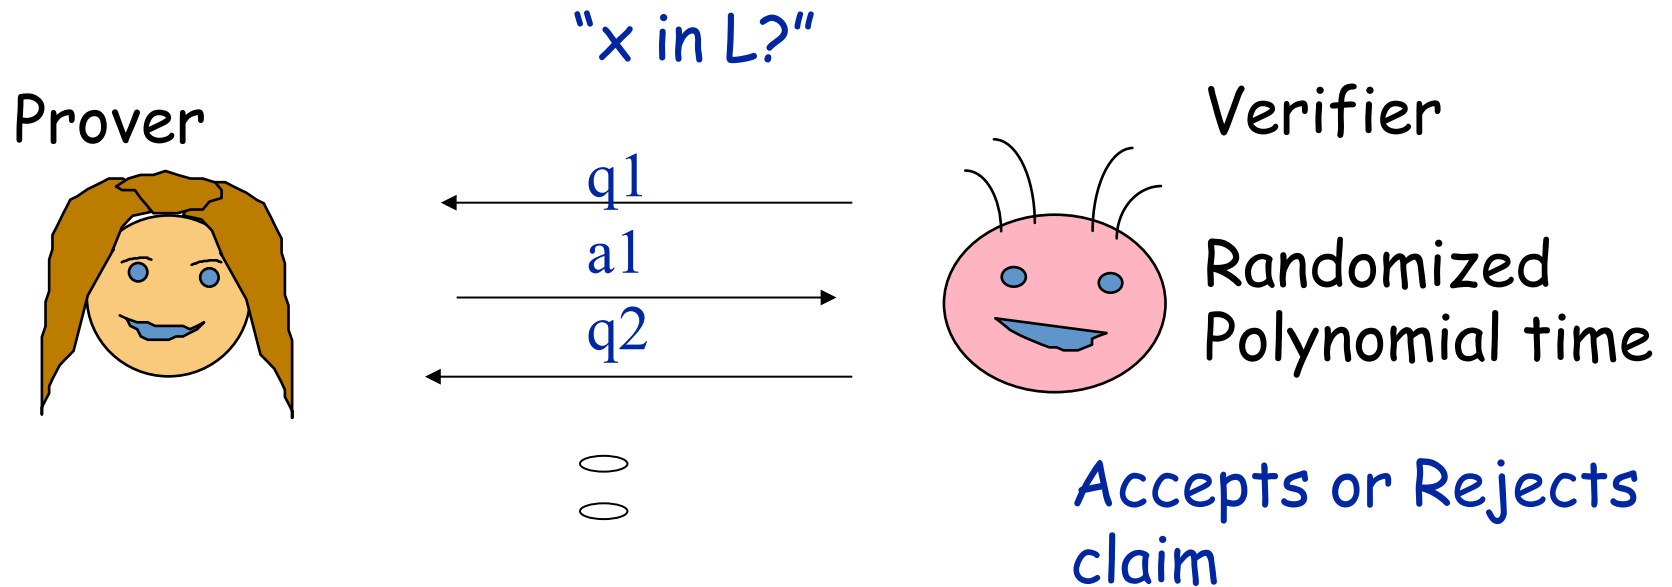 “x in L?”
Prover
Verifier
q1
a1
q2
Randomized
Polynomial time
Accepts or Rejects
claim